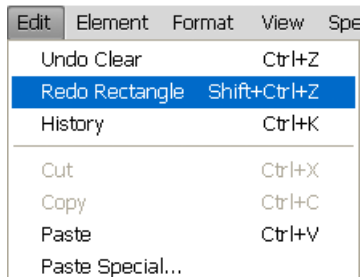 Edit Element Format View Spe
Undo Clear Ctrl+Z
Redo Rectangle Shift+Ctrl+Z
History Ctrl+K
Cut Ctrl+X
Copy Ctrl+C
Paste Ctrl+V
Paste Special...